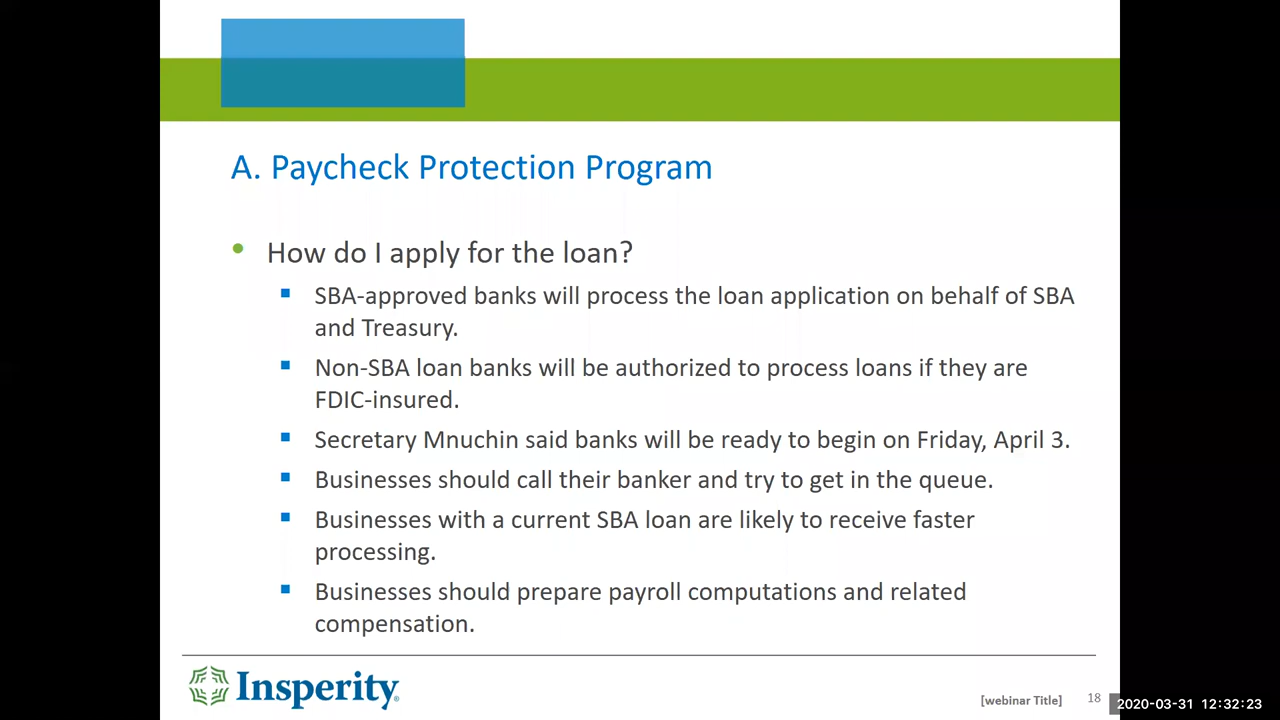 A. Paycheck Protection Program
How do I apply for the loan?
SBA-approved banks will process the loan application on behalf of SBA
and Treasury.
Non-SBA loan banks will be authorized to process loans if they are
FDIC-insured.
Secretary Mnuchin said banks will be ready to begin on Friday, April 3.
Businesses should call their banker and try to get in the queue.
Businesses with a current SBA loan are likely to receive faster
processing.
Businesses should prepare payroll computations and related
compensation.
Insperity
[webinar Title]
18
2020-03-31 12:32:23